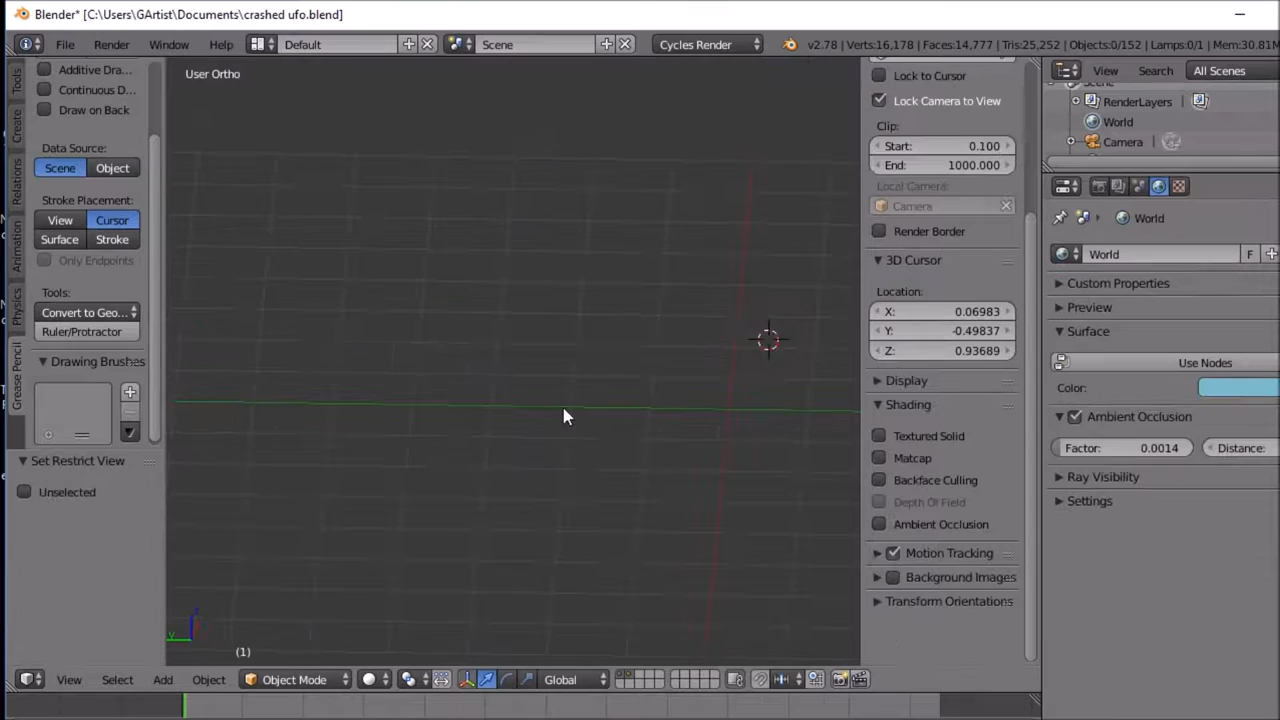 Blender* [C:\Users\GArtist\Documents\crashed ufo.blend]
File Render Window Help Default Scene Cycles Render v2.78 | Verts:16,178 | Faces:14,777 | Tris:25,252 | Objects:0/152 | Lamps:0/1 | Mem:30.81M
Tools
Create
Relations
Animation
Physics
Grease Pencil
Additive Dra...
Continuous D...
Draw on Back
Data Source:
Scene Object
Stroke Placement:
View Cursor
Surface Stroke
Only Endpoints
Tools:
Convert to Geo...
Ruler/Protractor
Drawing Brushes
Set Restrict View
Unselected
User Ortho
z
y
(1)
Lock to Cursor
Lock Camera to View
Clip:
Start: 0.100
End: 1000.000
Local Camera:
Camera
Render Border
3D Cursor
Location:
X: 0.06983
Y: -0.49837
Z: 0.93689
Display
Shading
Textured Solid
Matcap
Backface Culling
Depth Of Field
Ambient Occlusion
Motion Tracking
Background Images
Transform Orientations
View Search All Scenes
Scene
RenderLayers
World
Camera
World
World F
Custom Properties
Preview
Surface
Use Nodes
Color:
Ambient Occlusion
Factor: 0.0014 Distance:
Ray Visibility
Settings
View Select Add Object Object Mode Global